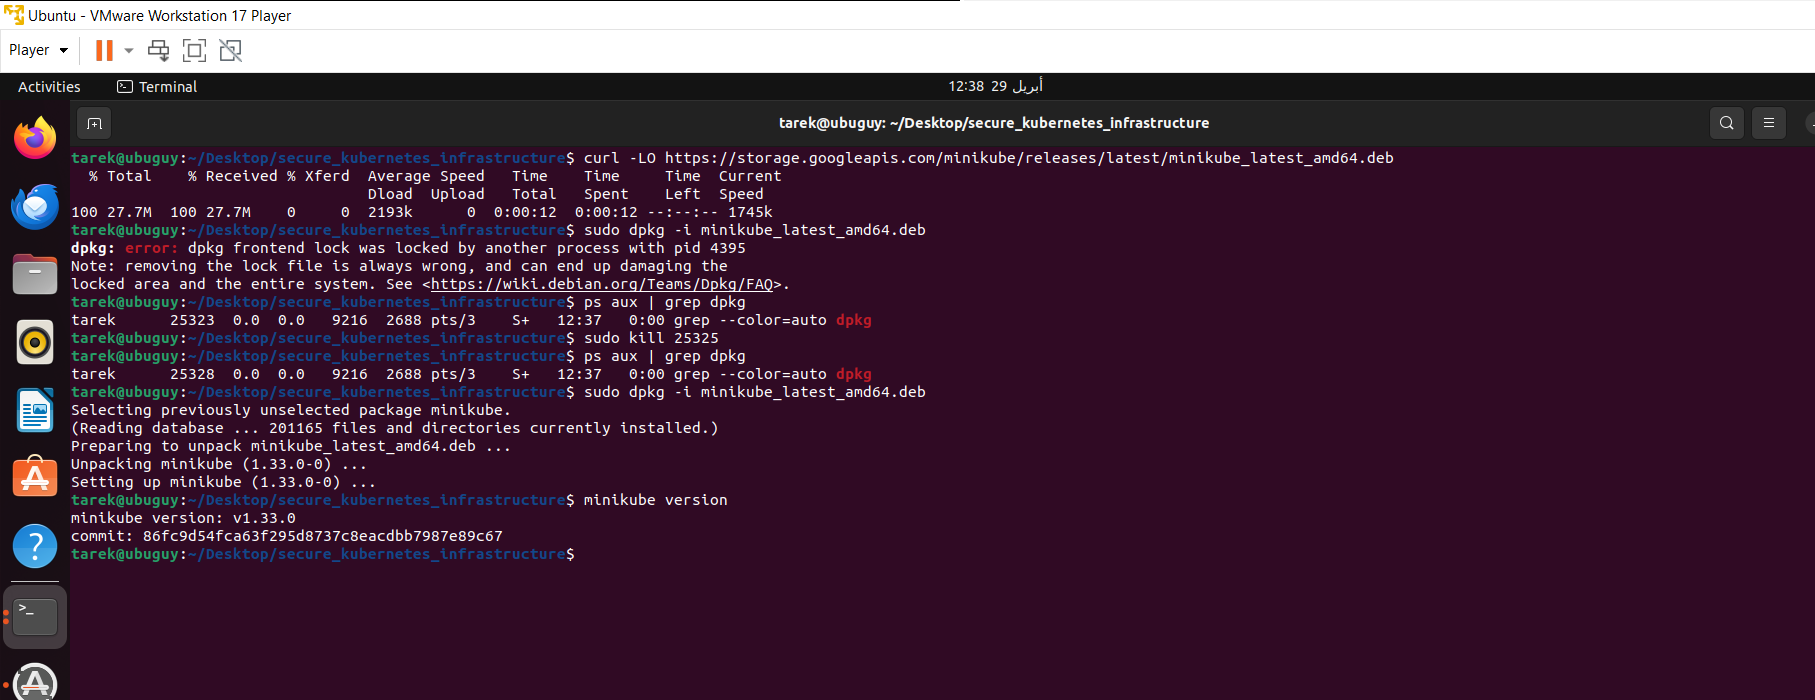 Ubuntu - VMware Workstation 17 Player
Player
Activities
Terminal
12:38 29 أبريل
tarek@ubuguy: ~/Desktop/secure_kubernetes_infrastructure
tarek@ubuguy:~/Desktop/secure_kubernetes_infrastructure$ curl -LO https://storage.googleapis.com/minikube/releases/latest/minikube_latest_amd64.deb
% Total % Received % Xferd Average Speed Time Time Time Current
Dload Upload Total Spent Left Speed
100 27.7M 100 27.7M 0 0 2193k 0 0:00:12 0:00:12 --:--:-- 1745k
tarek@ubuguy:~/Desktop/secure_kubernetes_infrastructure$ sudo dpkg -i minikube_latest_amd64.deb
dpkg: error: dpkg frontend lock was locked by another process with pid 4395
Note: removing the lock file is always wrong, and can end up damaging the
locked area and the entire system. See <https://wiki.debian.org/Teams/Dpkg/FAQ>.
tarek@ubuguy:~/Desktop/secure_kubernetes_infrastructure$ ps aux | grep dpkg
tarek 25323 0.0 0.0 9216 2688 pts/3 S+ 12:37 0:00 grep --color=auto dpkg
tarek@ubuguy:~/Desktop/secure_kubernetes_infrastructure$ sudo kill 25325
tarek@ubuguy:~/Desktop/secure_kubernetes_infrastructure$ ps aux | grep dpkg
tarek 25328 0.0 0.0 9216 2688 pts/3 S+ 12:37 0:00 grep --color=auto dpkg
tarek@ubuguy:~/Desktop/secure_kubernetes_infrastructure$ sudo dpkg -i minikube_latest_amd64.deb
Selecting previously unselected package minikube.
(Reading database ... 201165 files and directories currently installed.)
Preparing to unpack minikube_latest_amd64.deb ...
Unpacking minikube (1.33.0-0) ...
Setting up minikube (1.33.0-0) ...
tarek@ubuguy:~/Desktop/secure_kubernetes_infrastructure$ minikube version
minikube version: v1.33.0
commit: 86fc9d54fca63f295d8737c8eacdbb7987e89c67
tarek@ubuguy:~/Desktop/secure_kubernetes_infrastructure$